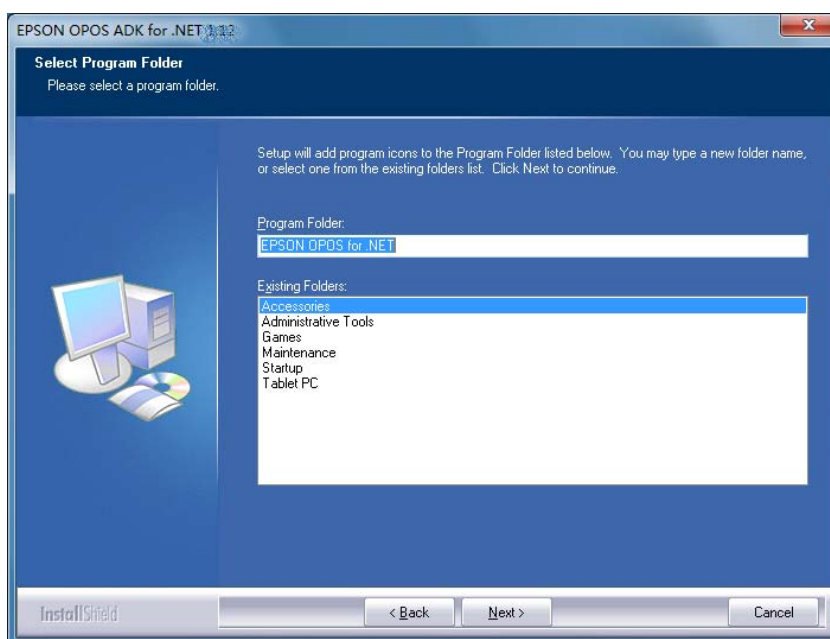 EPSON OPOS ADK for .NET 1.12
Select Program Folder
Please select a program folder.
Setup will add program icons to the Program Folder listed below. You may type a new folder name,
or select one from the existing folders list. Click Next to continue.
Program Folder:
EPSON OPOS for .NET
Existing Folders:
Accessories
Administrative Tools
Games
Maintenance
Startup
Tablet PC
InstallShield
< Back
Next >
Cancel